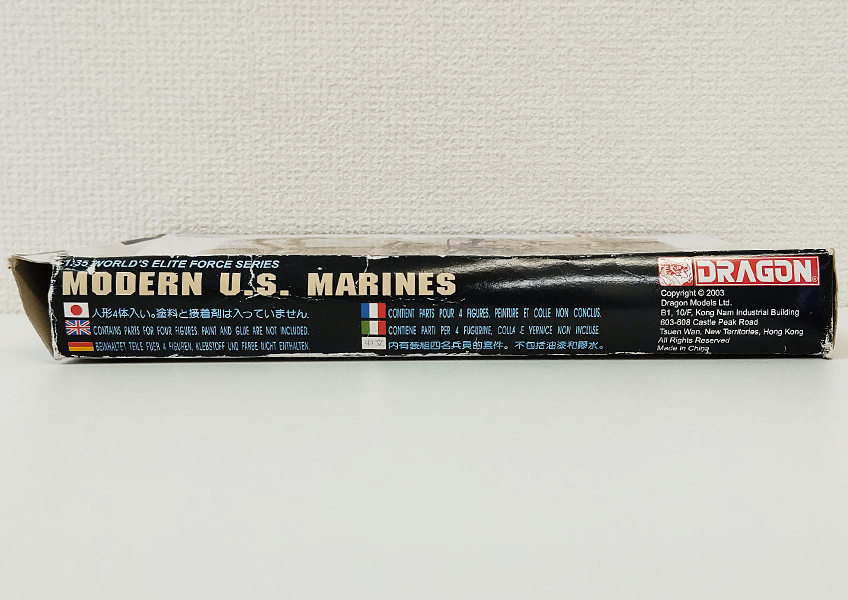 1:35 WORLD'S ELITE FORCE SERIES
MODERN U.S. MARINES
人形4体入い。塗料と接着剤は入っていません.
CONTAINS PARTS FOR FOUR FIGURES, PAINT AND GLUE ARE NOT INCLUDED.
BEINHALTET TEILE FUER 4 FIGUREN, KLEBSTOFF UND FARBE NICHT ENTHALTEN.
CONTIENT PARTS POUR 4 FIGURES, PEINTURE ET COLLE NON CONCLUS.
CONTIENE PARTI PER 4 FUGURINE, COLLA E VERNICE NON INCLUSE
中文 內有裝組四名兵員的套件。不包括油漆和膠水。
DRAGON
Copyright © 2003
Dragon Models Ltd.
B1, 10/F, Kong Nam Industrial Building
603-608 Castle Peak Road
Tsuen Wan, New Territories, Hong Kong
All Rights Reserved
Made in China